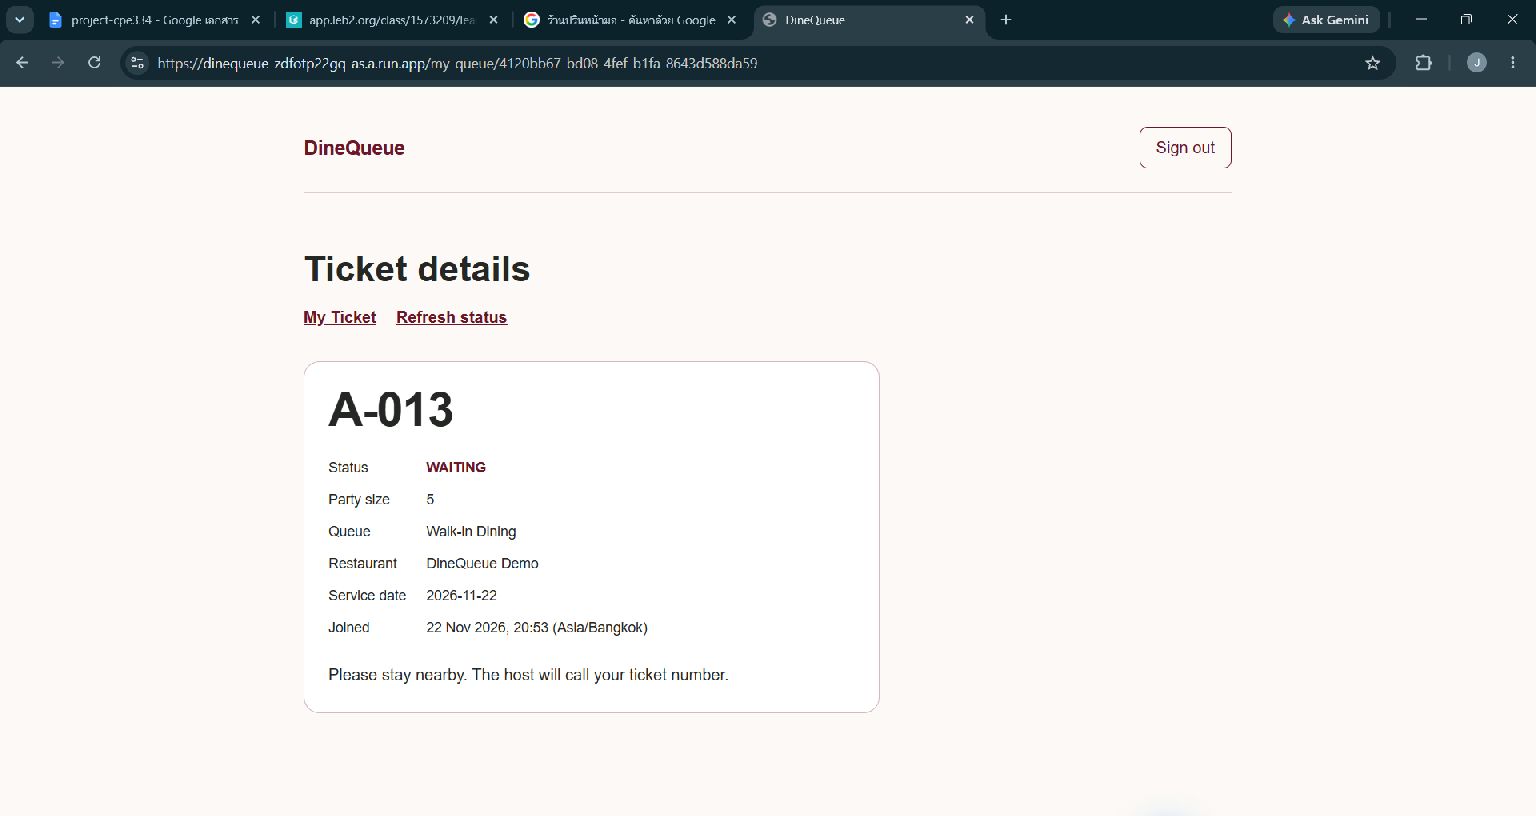 project-cpe334 - Google เอกสาร
app.leb2.org/class/1573209/lea
ร้านปริ้นหน้ามอ - ค้นหาด้วย Google
DineQueue
Ask Gemini
https://dinequeue-zdfotp22gq-as.a.run.app/my-queue/4120bb67-bd08-4fef-b1fa-8643d588da59
J
DineQueue
Sign out
Ticket details
My Ticket Refresh status
A-013
Status WAITING
Party size 5
Queue Walk-in Dining
Restaurant DineQueue Demo
Service date 2026-11-22
Joined 22 Nov 2026, 20:53 (Asia/Bangkok)
Please stay nearby. The host will call your ticket number.